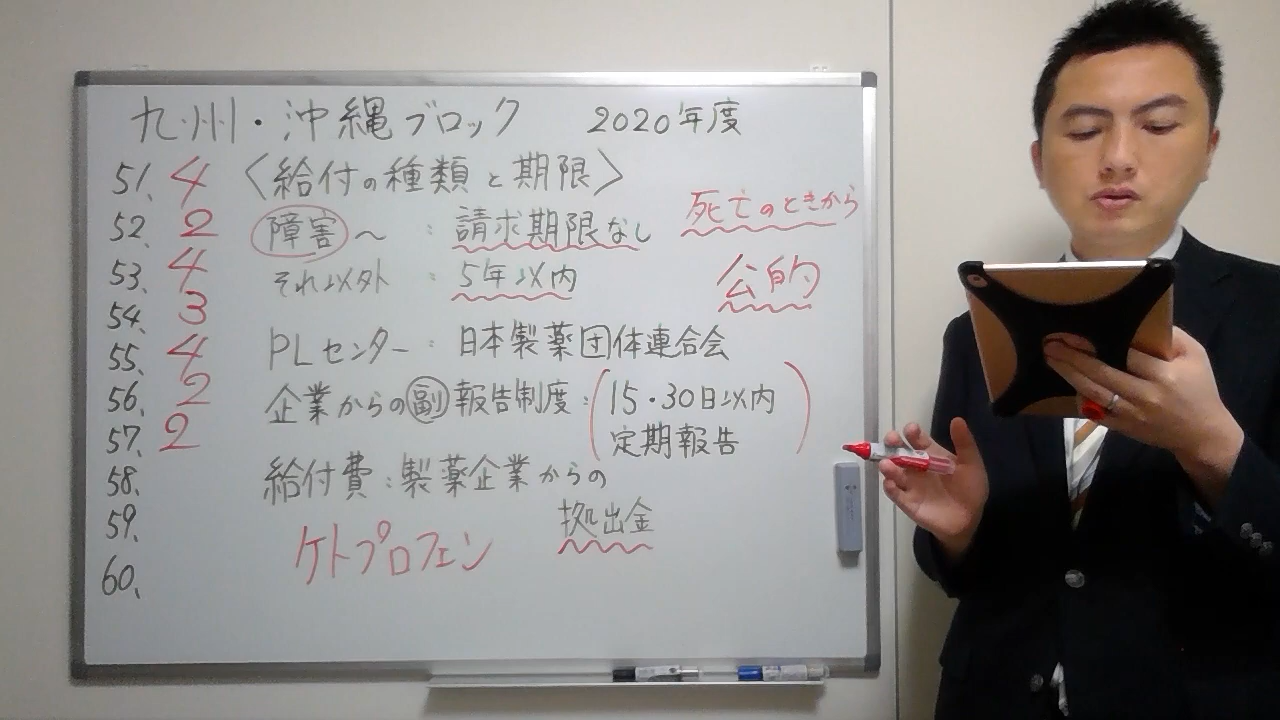 九州・沖縄ブロック 2020年度
51、4 〈給付の種類と期限〉
52、2 障害〜：請求期限なし 死亡のときから
53、4 それ以外：5年以内 公的
54、3
55、4 PLセンター：日本製薬団体連合会
56、2 企業からの副報告制度：(15・30日以内
57、2 定期報告)
58、 給付費：製薬企業からの
59、 拠出金
60、 ケトプロフェン